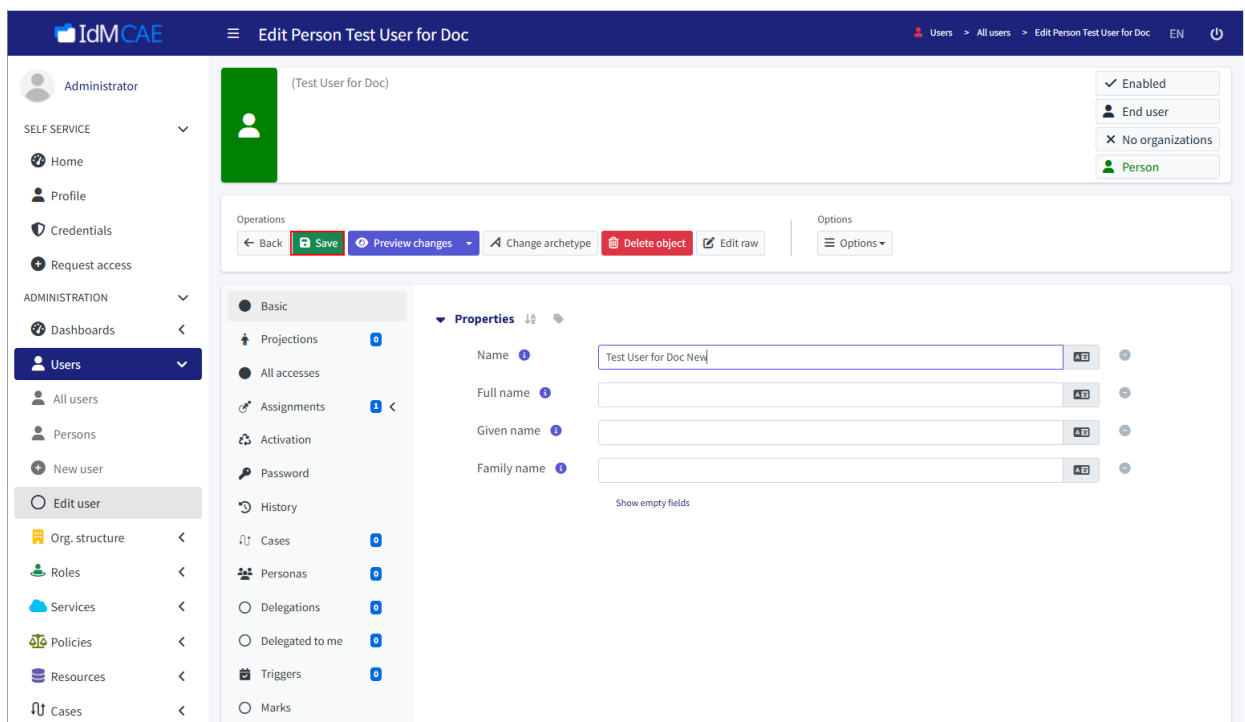 IdMCAE
Edit Person Test User for Doc
Users > All users > Edit Person Test User for Doc EN
Administrator
SELF SERVICE
Home
Profile
Credentials
Request access
ADMINISTRATION
Dashboards
Users
All users
Persons
New user
Edit user
Org. structure
Roles
Services
Policies
Resources
Cases
(Test User for Doc)
Enabled
End user
No organizations
Person
Operations
Back Save Preview changes Change archetype Delete object Edit raw
Options
Options
Basic
Projections 0
All accesses
Assignments 1
Activation
Password
History
Cases 0
Personas 0
Delegations 0
Delegated to me 0
Triggers 0
Marks
Properties
Name Test User for Doc New
Full name
Given name
Family name
Show empty fields